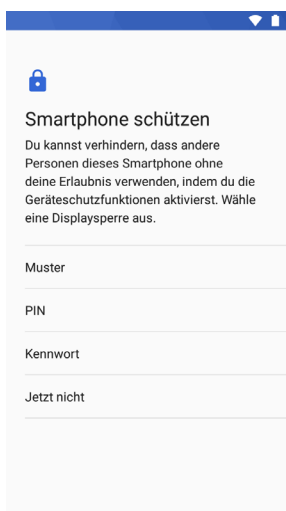 Smartphone schützen
Du kannst verhindern, dass andere
Personen dieses Smartphone ohne
deine Erlaubnis verwenden, indem du die
Geräteschutzfunktionen aktivierst. Wähle
eine Displaysperre aus.
Muster
PIN
Kennwort
Jetzt nicht